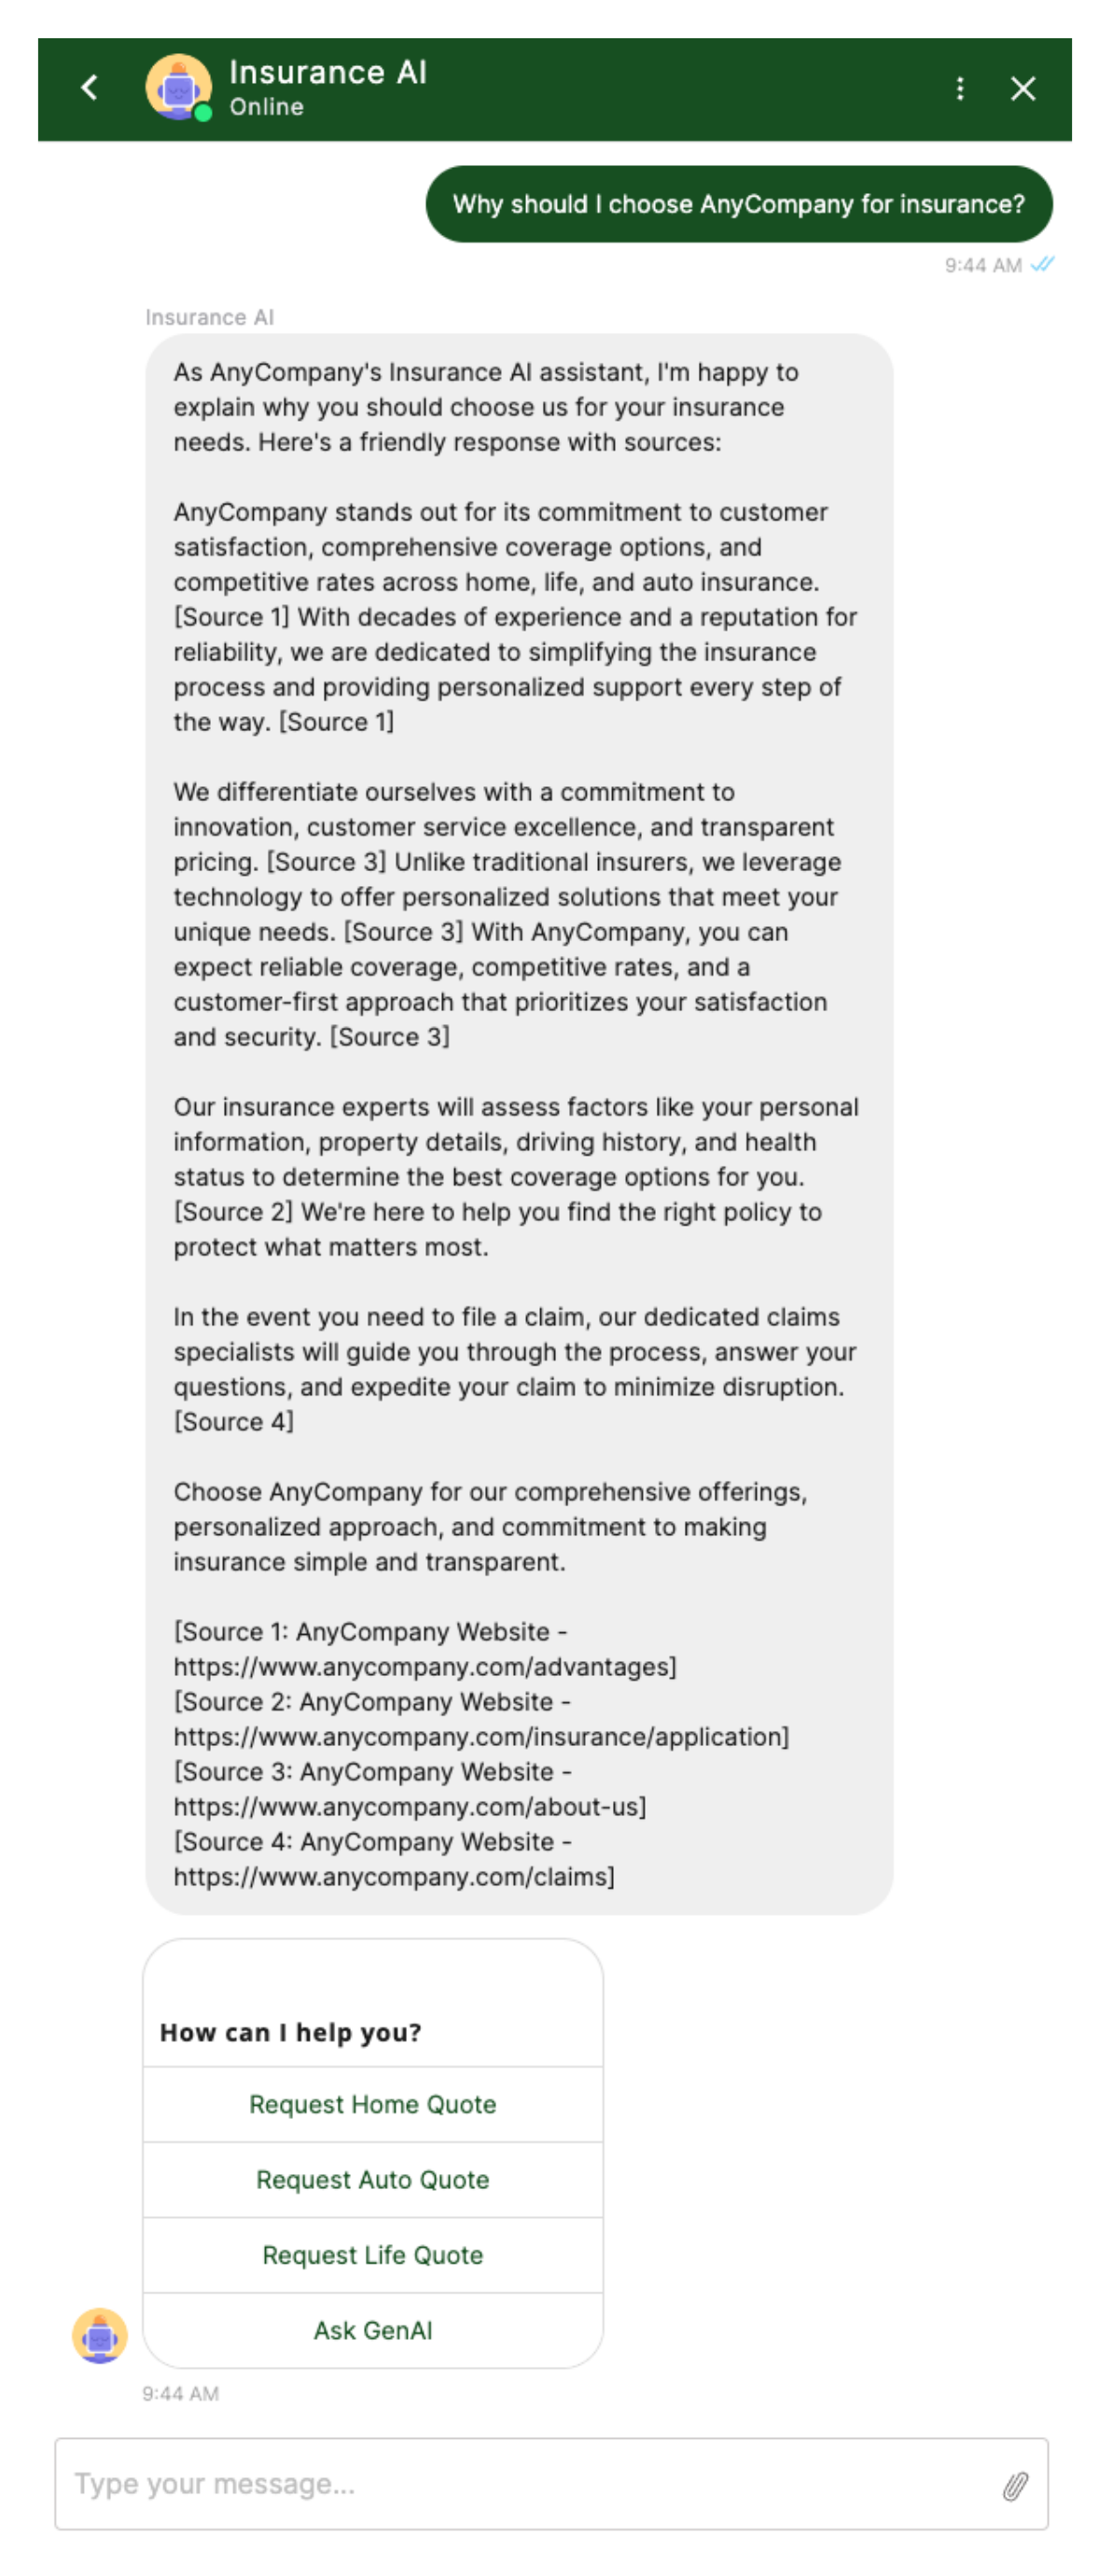 Insurance AI
Online
Why should I choose AnyCompany for insurance?
9:44 AM
Insurance AI
As AnyCompany's Insurance AI assistant, I'm happy to
explain why you should choose us for your insurance
needs. Here's a friendly response with sources:
AnyCompany stands out for its commitment to customer
satisfaction, comprehensive coverage options, and
competitive rates across home, life, and auto insurance.
[Source 1] With decades of experience and a reputation for
reliability, we are dedicated to simplifying the insurance
process and providing personalized support every step of
the way. [Source 1]
We differentiate ourselves with a commitment to
innovation, customer service excellence, and transparent
pricing. [Source 3] Unlike traditional insurers, we leverage
technology to offer personalized solutions that meet your
unique needs. [Source 3] With AnyCompany, you can
expect reliable coverage, competitive rates, and a
customer-first approach that prioritizes your satisfaction
and security. [Source 3]
Our insurance experts will assess factors like your personal
information, property details, driving history, and health
status to determine the best coverage options for you.
[Source 2] We're here to help you find the right policy to
protect what matters most.
In the event you need to file a claim, our dedicated claims
specialists will guide you through the process, answer your
questions, and expedite your claim to minimize disruption.
[Source 4]
Choose AnyCompany for our comprehensive offerings,
personalized approach, and commitment to making
insurance simple and transparent.
[Source 1: AnyCompany Website -
https://www.anycompany.com/advantages]
[Source 2: AnyCompany Website -
https://www.anycompany.com/insurance/application]
[Source 3: AnyCompany Website -
https://www.anycompany.com/about-us]
[Source 4: AnyCompany Website -
https://www.anycompany.com/claims]
How can I help you?
Request Home Quote
Request Auto Quote
Request Life Quote
Ask GenAI
9:44 AM
Type your message...